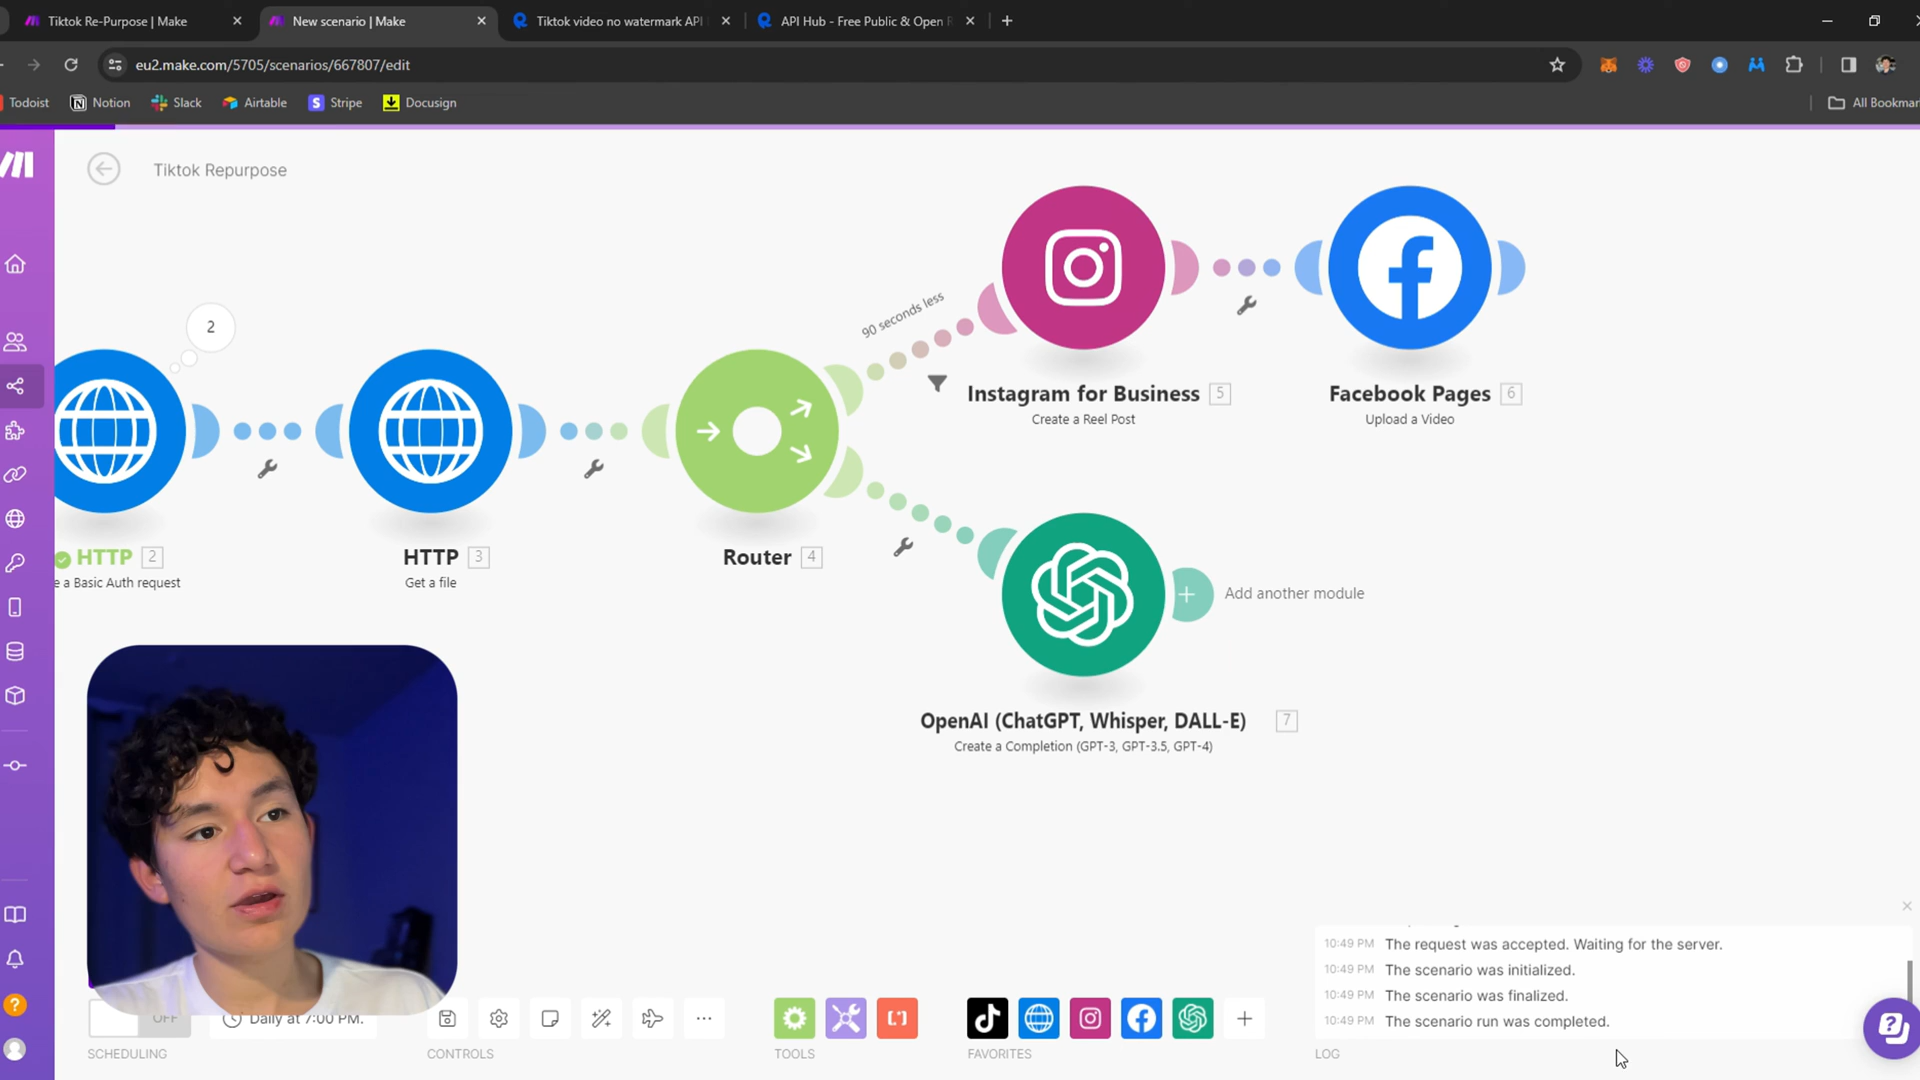 Tiktok Re-Purpose | Make
New scenario | Make
Tiktok video no watermark API
API Hub - Free Public & Open R
eu2.make.com/5705/scenarios/667807/edit
Todoist
Notion
Slack
Airtable
Stripe
Docusign
All Bookmar
Tiktok Repurpose
2
90 seconds less
Instagram for Business 5
Create a Reel Post
Facebook Pages 6
Upload a Video
HTTP 2
e a Basic Auth request
HTTP 3
Get a file
Router 4
Add another module
OpenAI (ChatGPT, Whisper, DALL-E) 7
Create a Completion (GPT-3, GPT-3.5, GPT-4)
10:49 PM The request was accepted. Waiting for the server.
10:49 PM The scenario was initialized.
10:49 PM The scenario was finalized.
10:49 PM The scenario run was completed.
OFF
Daily at 7:00 PM.
SCHEDULING
CONTROLS
TOOLS
FAVORITES
LOG